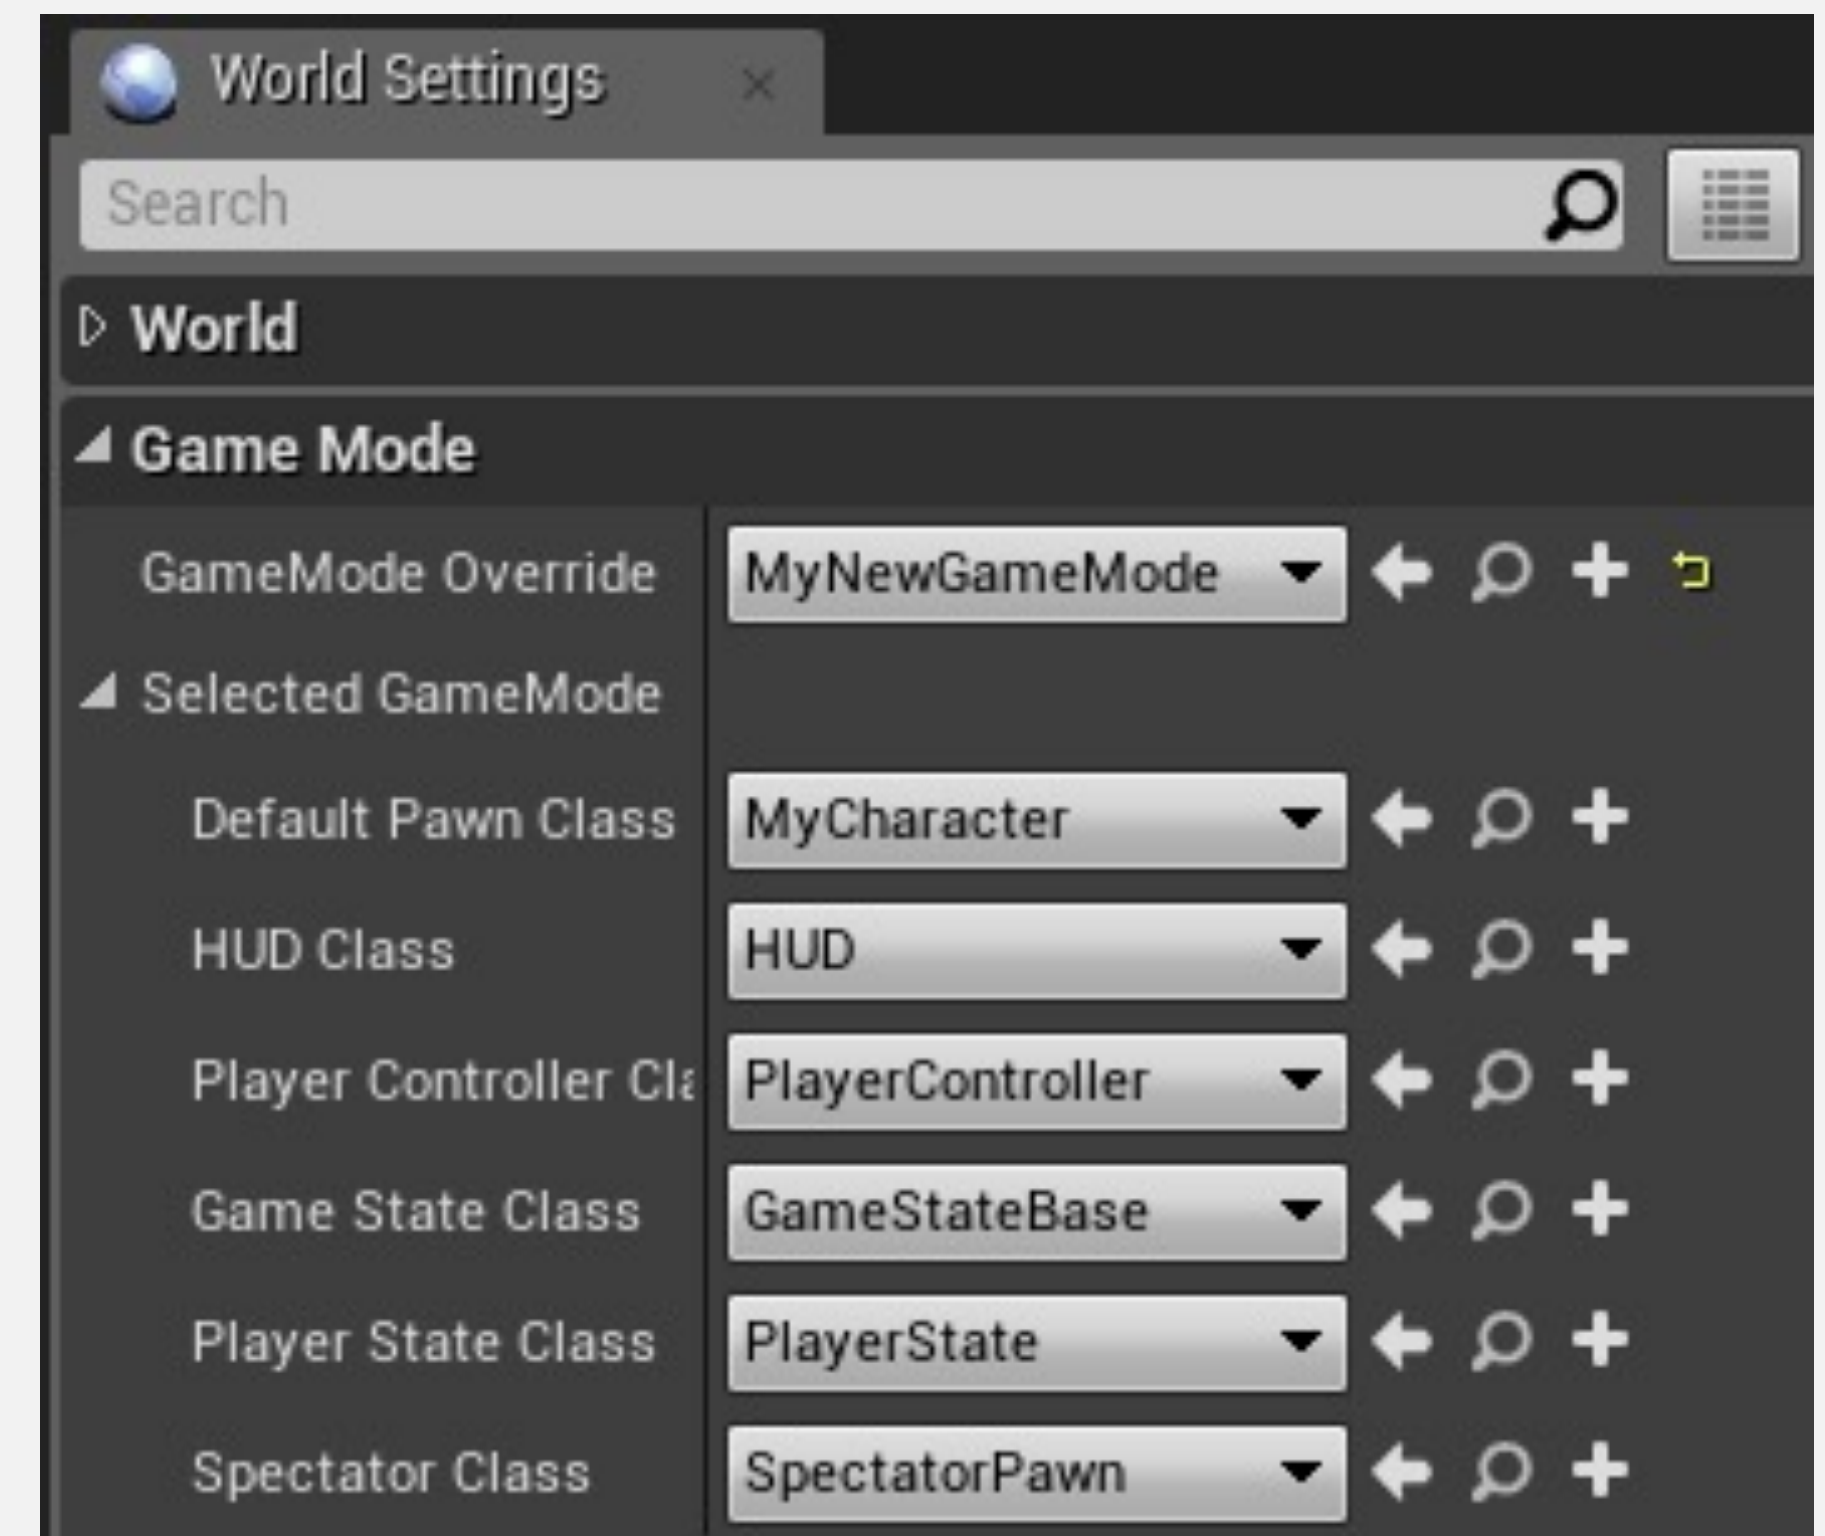 World Settings
Search
World
Game Mode
GameMode Override MyNewGameMode
Selected GameMode
Default Pawn Class MyCharacter
HUD Class HUD
Player Controller Cla PlayerController
Game State Class GameStateBase
Player State Class PlayerState
Spectator Class SpectatorPawn